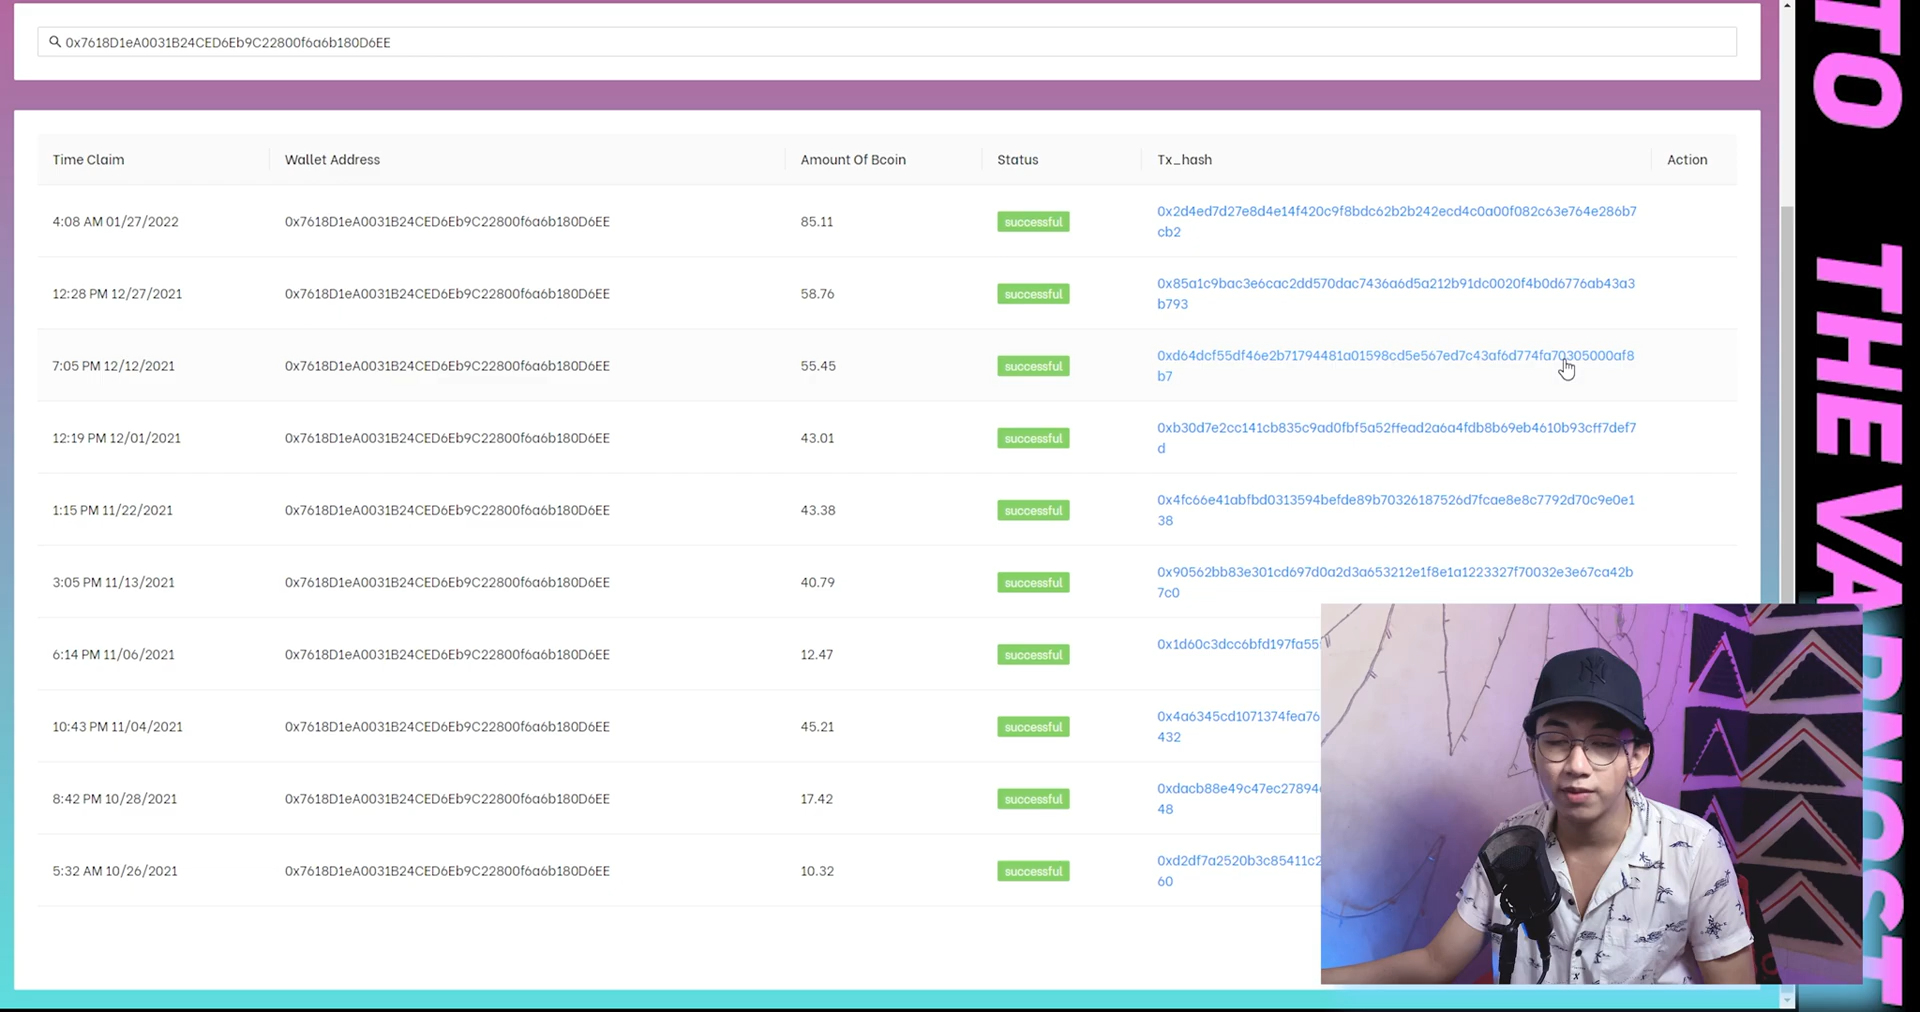 0x7618D1eA0031B24CED6Eb9C22800f6a6b180D6EE
Time Claim Wallet Address Amount Of Bcoin Status Tx_hash Action
4:08 AM 01/27/2022 0x7618D1eA0031B24CED6Eb9C22800f6a6b180D6EE 85.11 successful 0x2d4ed7d27e8d4e14f420c9f8bdc62b2b242ecd4c0a00f082c63e764e286b7
cb2
12:28 PM 12/27/2021 0x7618D1eA0031B24CED6Eb9C22800f6a6b180D6EE 58.76 successful 0x85a1c9bac3e6cac2dd570dac7436a6d5a212b91dc0020f4b0d6776ab43a3
b793
7:05 PM 12/12/2021 0x7618D1eA0031B24CED6Eb9C22800f6a6b180D6EE 55.45 successful 0xd64dcf55df46e2b71794481a01598cd5e567ed7c43af6d774fa70305000af8
b7
12:19 PM 12/01/2021 0x7618D1eA0031B24CED6Eb9C22800f6a6b180D6EE 43.01 successful 0xb30d7e2cc141cb835c9ad0fbf5a52ffead2a6a4fdb8b69eb4610b93cff7def7
d
1:15 PM 11/22/2021 0x7618D1eA0031B24CED6Eb9C22800f6a6b180D6EE 43.38 successful 0x4fc66e41abfbd0313594befde89b70326187526d7fcae8e8c7792d70c9e0e1
38
3:05 PM 11/13/2021 0x7618D1eA0031B24CED6Eb9C22800f6a6b180D6EE 40.79 successful 0x90562bb83e301cd697d0a2d3a653212e1f8e1a1223327f70032e3e67ca42b
7c0
6:14 PM 11/06/2021 0x7618D1eA0031B24CED6Eb9C22800f6a6b180D6EE 12.47 successful 0x1d60c3dcc6bfd197fa55
10:43 PM 11/04/2021 0x7618D1eA0031B24CED6Eb9C22800f6a6b180D6EE 45.21 successful 0x4a6345cd1071374fea76
432
8:42 PM 10/28/2021 0x7618D1eA0031B24CED6Eb9C22800f6a6b180D6EE 17.42 successful 0xdacb88e49c47ec27894
48
5:32 AM 10/26/2021 0x7618D1eA0031B24CED6Eb9C22800f6a6b180D6EE 10.32 successful 0xd2df7a2520b3c85411c2
60
TO THE